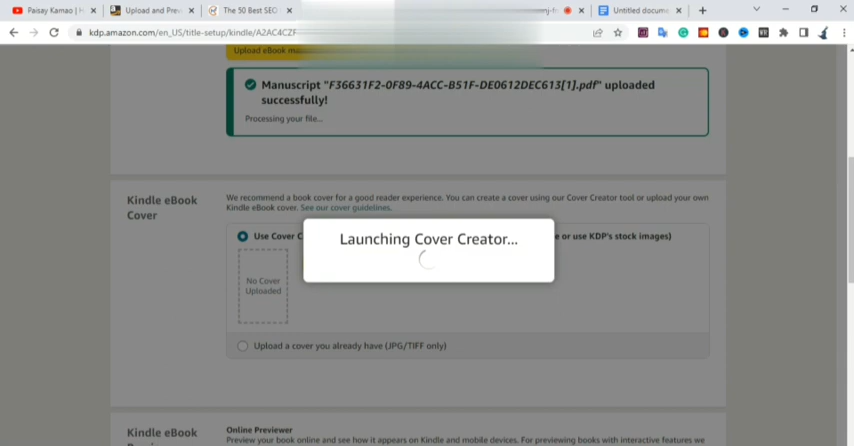 Paisay Kamao | H
Upload and Prev
The 50 Best SEO
Untitled docume
kdp.amazon.com/en_US/title-setup/kindle/A2AC4CZF
Upload eBook
Manuscript "F36631F2-0F89-4ACC-B51F-DE0612DEC613[1].pdf" uploaded
successfully!
Processing your file...
Kindle eBook
Cover
We recommend a book cover for a good reader experience. You can create a cover using our Cover Creator tool or upload your own
Kindle eBook cover. See our cover guidelines.
Use Cover C
e or use KDP's stock images)
Launching Cover Creator...
No Cover
Uploaded
Upload a cover you already have (JPG/TIFF only)
Kindle eBook
Online Previewer
Preview your book online and see how it appears on Kindle and mobile devices. For previewing books with interactive features we